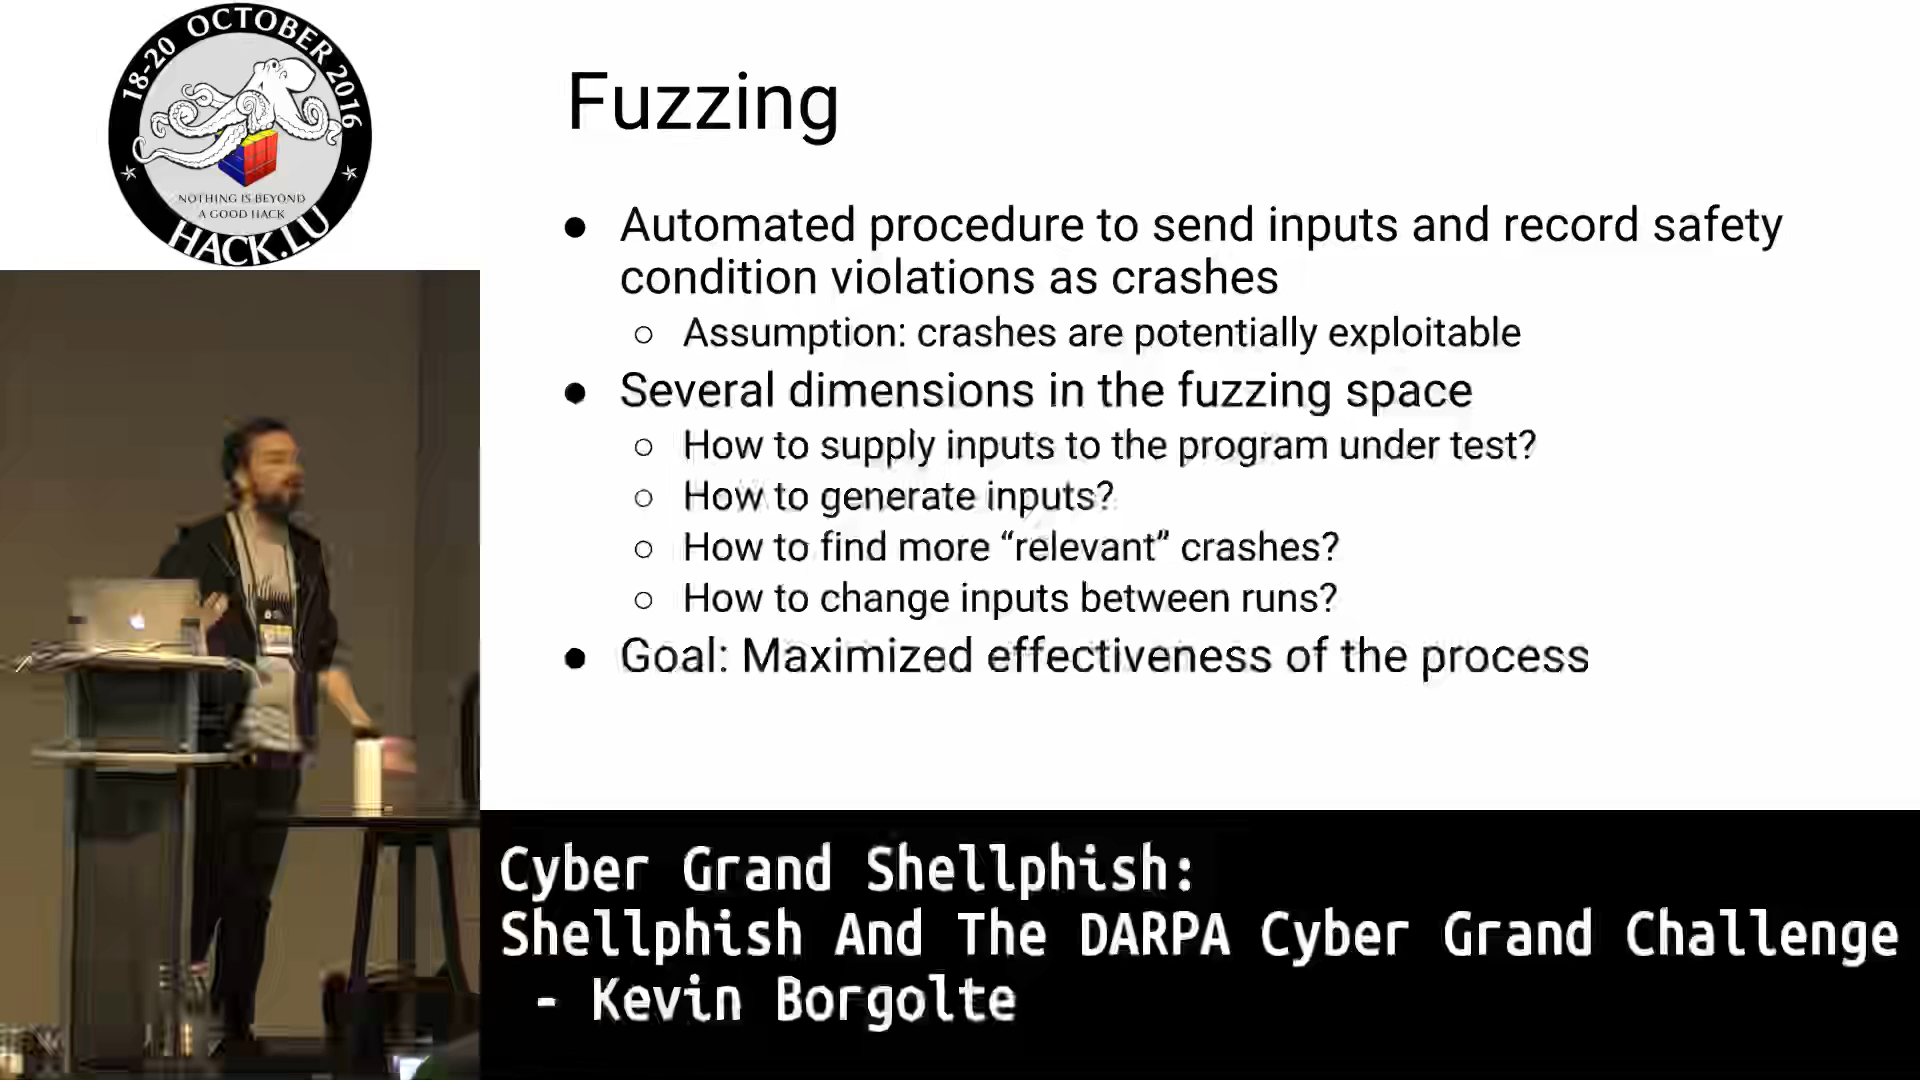 18-20 OCTOBER 2016
NOTHING IS BEYOND
A GOOD HACK
HACK.LU
Fuzzing
● Automated procedure to send inputs and record safety
condition violations as crashes
○ Assumption: crashes are potentially exploitable
● Several dimensions in the fuzzing space
○ How to supply inputs to the program under test?
○ How to generate inputs?
○ How to find more “relevant” crashes?
○ How to change inputs between runs?
● Goal: Maximized effectiveness of the process
Cyber Grand Shellphish:
Shellphish And The DARPA Cyber Grand Challenge
- Kevin Borgolte